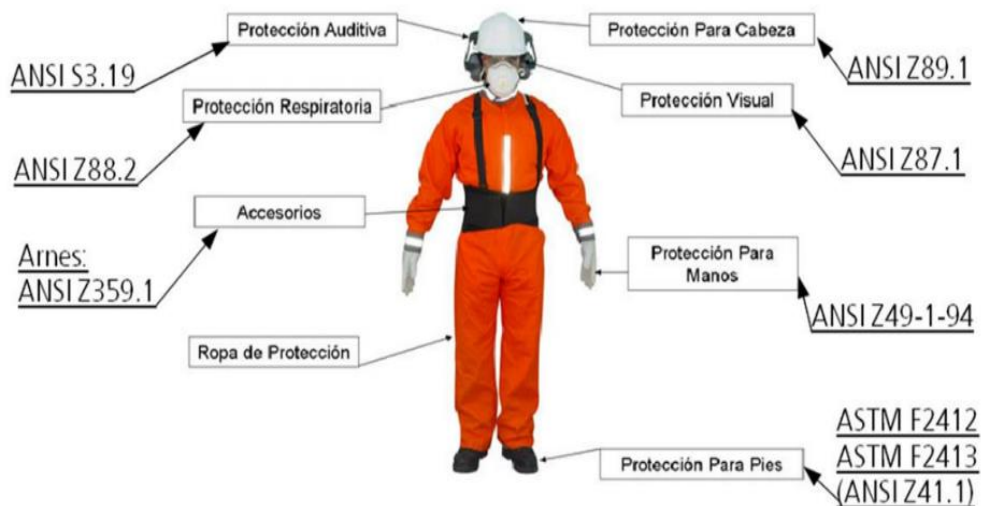 Protección Auditiva
Protección Para Cabeza
ANSI S3.19
ANSI Z89.1
Protección Respiratoria
Protección Visual
ANSI Z88.2
ANSI Z87.1
Accesorios
Arnes:
ANSI Z359.1
Protección Para
Manos
ANSI Z49-1-94
Ropa de Protección
ASTM F2412
ASTM F2413
(ANSI Z41.1)
Protección Para Pies